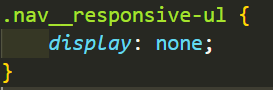 .nav__responsive-ul {
    display: none;
}